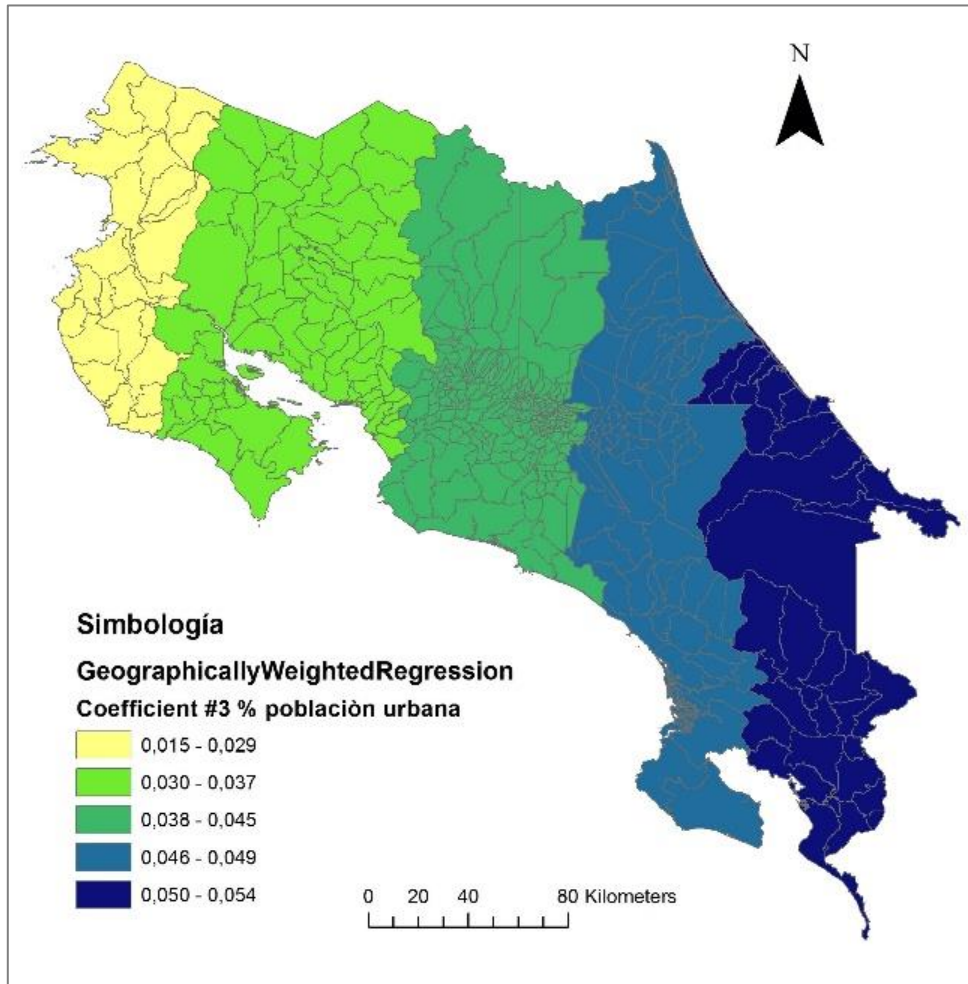 N
Simbología
GeographicallyWeightedRegression
Coefficient #3 % poblaciòn urbana
0,015 - 0,029
0,030 - 0,037
0,038 - 0,045
0,046 - 0,049
0,050 - 0,054
0 20 40 80 Kilometers